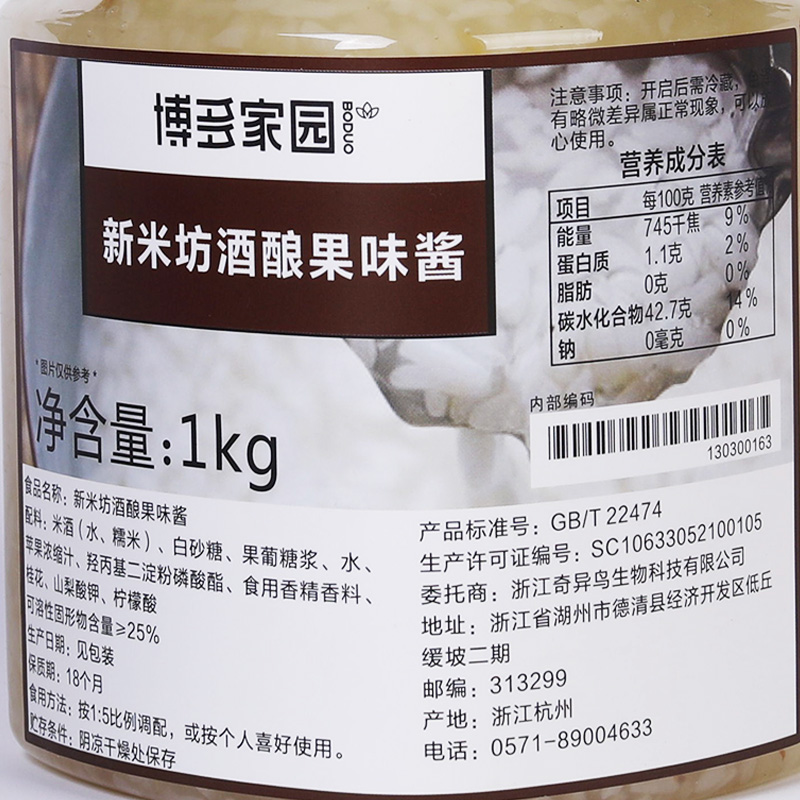 博多家园
BODUO
新米坊酒酿果味酱
*图片仅供参考*
净含量:1kg
注意事项：开启后需冷藏，
有略微差异属正常现象，可以
心使用。
营养成分表
项目 每100克 营养素参考值
能量 745千焦 9%
蛋白质 1.1克 2%
脂肪 0克 0%
碳水化合物 42.7克 14%
钠 0毫克 0%
内部编码
130300163
食品名称：新米坊酒酿果味酱
配料：米酒（水、糯米）、白砂糖、果葡糖浆、水、
苹果浓缩汁、羟丙基二淀粉磷酸酯、食用香精香料、
桂花、山梨酸钾、柠檬酸
可溶性固形物含量≥25%
生产日期：见包装
保质期：18个月
食用方法：按1:5比例调配，或按个人喜好使用。
贮存条件：阴凉干燥处保存
产品标准号：GB/T 22474
生产许可证编号：SC10633052100105
委托商：浙江奇异鸟生物科技有限公司
地址：浙江省湖州市德清县经济开发区低丘
缓坡二期
邮编：313299
产地：浙江杭州
电话：0571-89004633